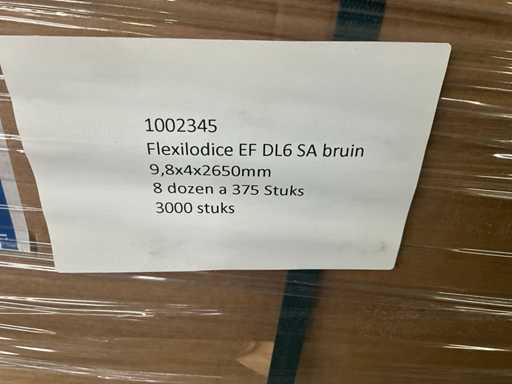 1002345
Flexilodice EF DL6 SA bruin
9,8x4x2650mm
8 dozen a 375 Stuks
3000 stuks